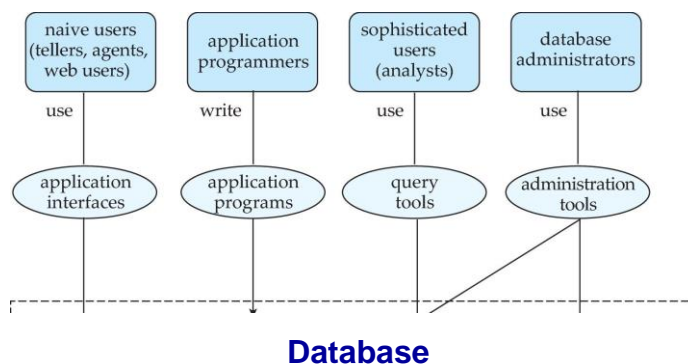 naive users
(tellers, agents,
web users)
application
programmers
sophisticated
users
(analysts)
database
administrators
use
write
use
use
application
interfaces
application
programs
query
tools
administration
tools
Database